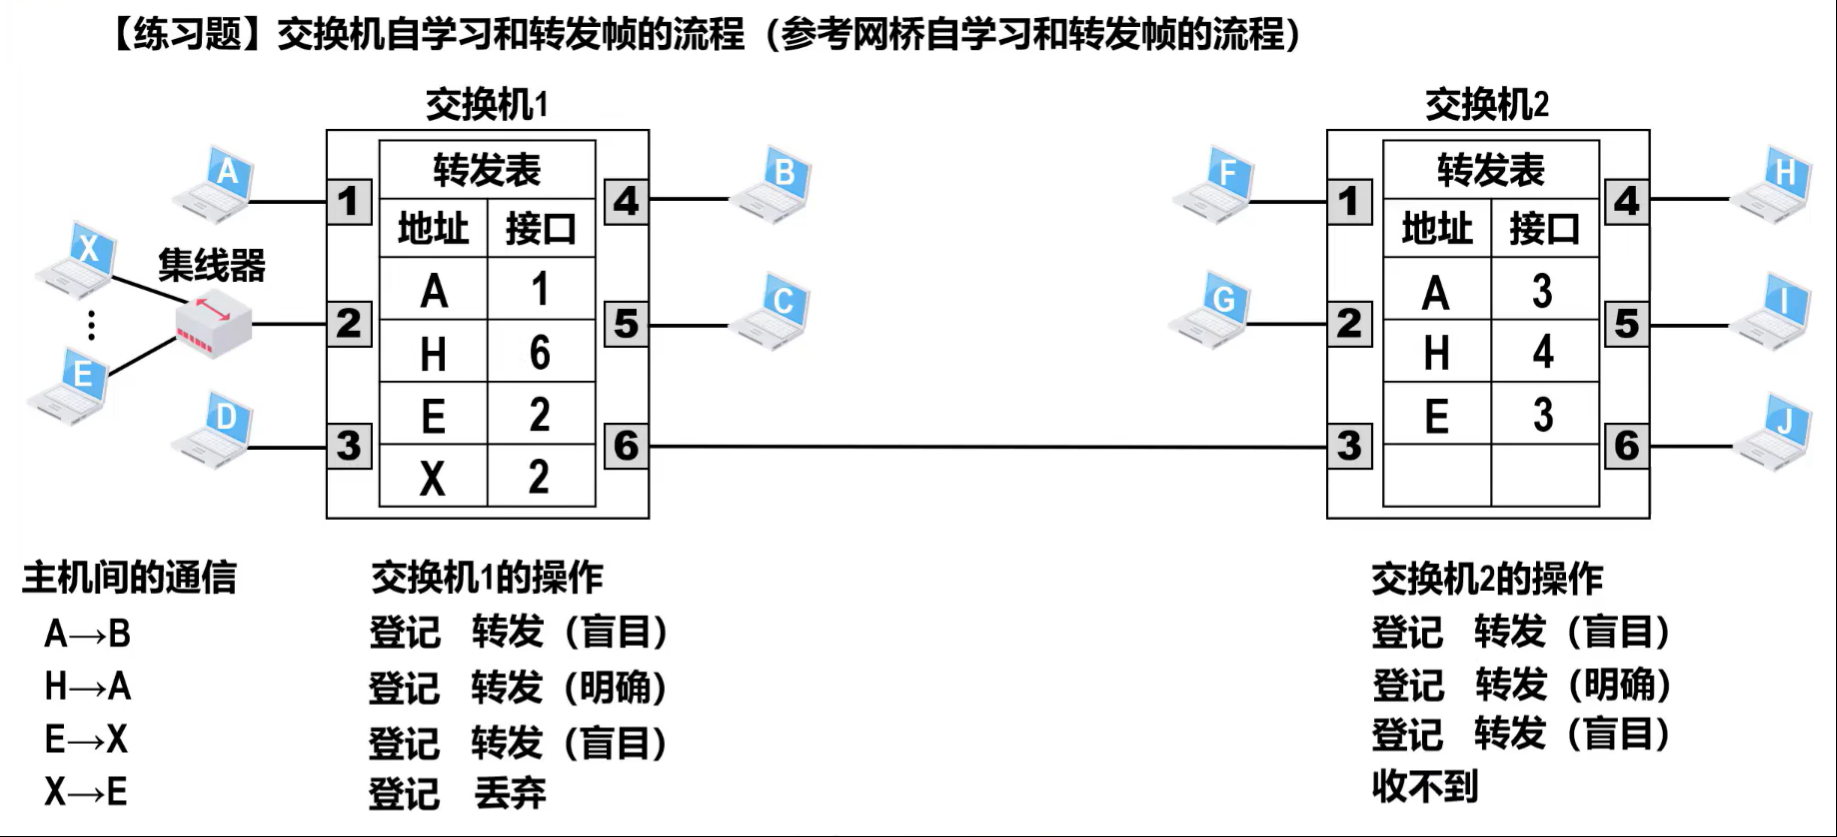 【练习题】交换机自学习和转发帧的流程（参考网桥自学习和转发帧的流程）
交换机1
交换机2
A
X
集线器
E
D
1
2
3
转发表
地址 接口
A 1
H 6
E 2
X 2
4
5
6
B
C
F
G
1
2
3
转发表
地址 接口
A 3
H 4
E 3
4
5
6
H
I
J
主机间的通信 交换机1的操作 交换机2的操作
A→B 登记 转发（盲目） 登记 转发（盲目）
H→A 登记 转发（明确） 登记 转发（明确）
E→X 登记 转发（盲目） 登记 转发（盲目）
X→E 登记 丢弃 收不到